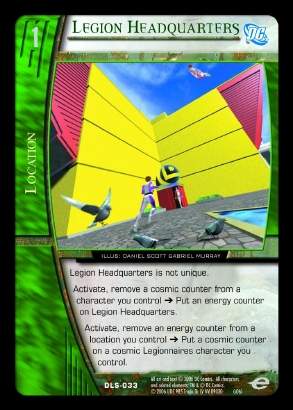 1
LEGION HEADQUARTERS
DC
LOCATION
ILLUS: DANIEL SCOTT GABRIEL MURRAY
Legion Headquarters is not unique.
Activate, remove a cosmic counter from a
character you control ➔ Put an energy counter
on Legion Headquarters.
Activate, remove an energy counter from a
location you control ➔ Put a cosmic counter
on a cosmic Legionnaires character you
control.
DLS-033